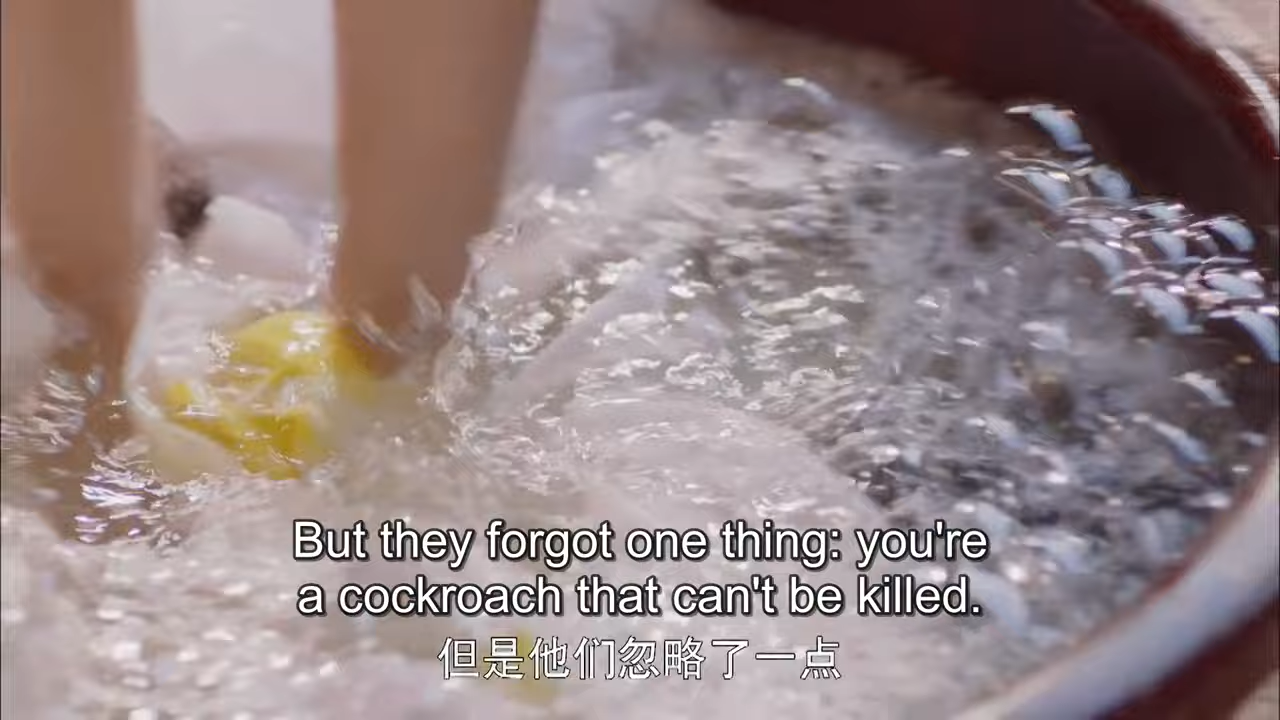 But they forgot one thing: you're
a cockroach that can't be killed.
但是他们忽略了一点